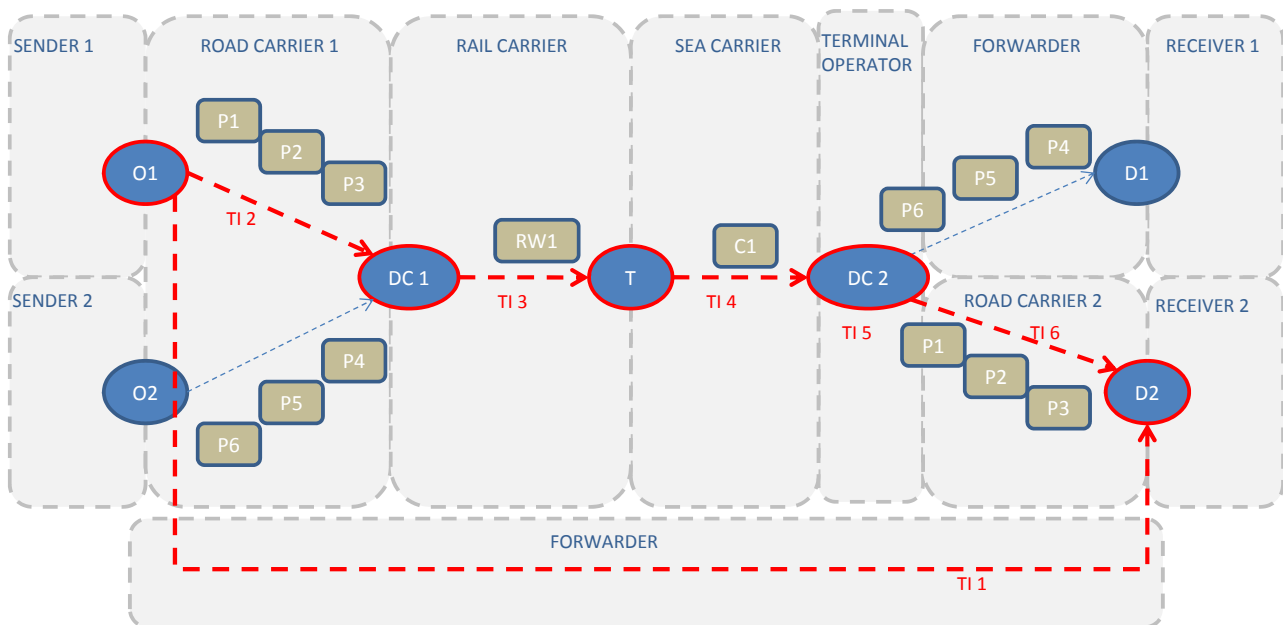 SENDER 1
ROAD CARRIER 1
RAIL CARRIER
SEA CARRIER
TERMINAL
OPERATOR
FORWARDER
RECEIVER 1
P1
P2
P3
O1
TI 2
P4
P5
P6
D1
RW1
C1
DC 1
TI 3
T
TI 4
DC 2
SENDER 2
ROAD CARRIER 2
RECEIVER 2
TI 5
TI 6
P1
P2
P3
O2
P4
P5
P6
D2
FORWARDER
TI 1